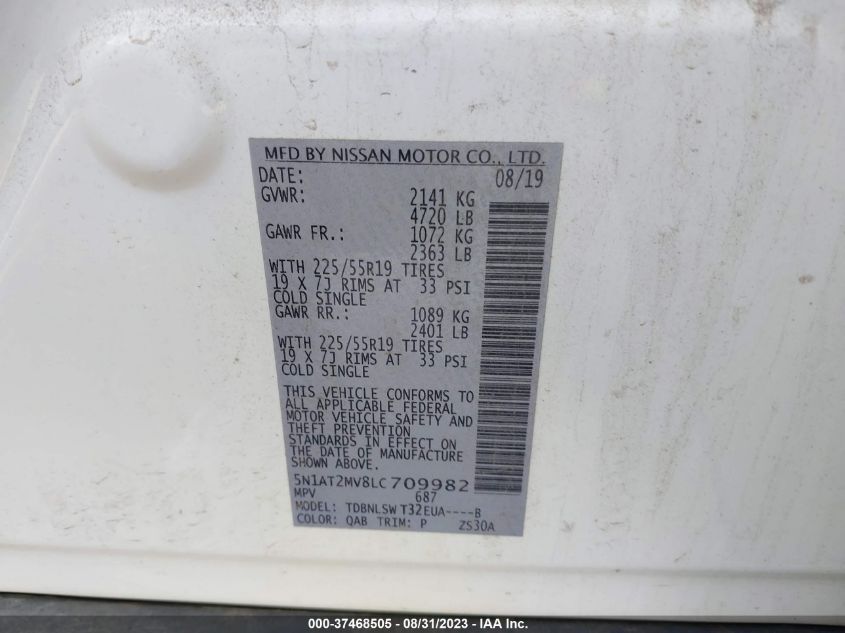 MFD BY NISSAN MOTOR CO., LTD.
DATE: 08/19
GVWR: 2141 KG
4720 LB
GAWR FR.: 1072 KG
2363 LB
WITH 225/55R19 TIRES
19 X 7J RIMS AT 33 PSI
COLD SINGLE
GAWR RR.: 1089 KG
2401 LB
WITH 225/55R19 TIRES
19 X 7J RIMS AT 33 PSI
COLD SINGLE
THIS VEHICLE CONFORMS TO
ALL APPLICABLE FEDERAL
MOTOR VEHICLE SAFETY AND
THEFT PREVENTION
STANDARDS IN EFFECT ON
THE DATE OF MANUFACTURE
SHOWN ABOVE.
5N1AT2MV8LC709982
MPV 687
MODEL: TDBNLSW T32EUA----B
COLOR: QAB TRIM: P ZS30A
000-37468505 - 08/31/2023 - IAA Inc.